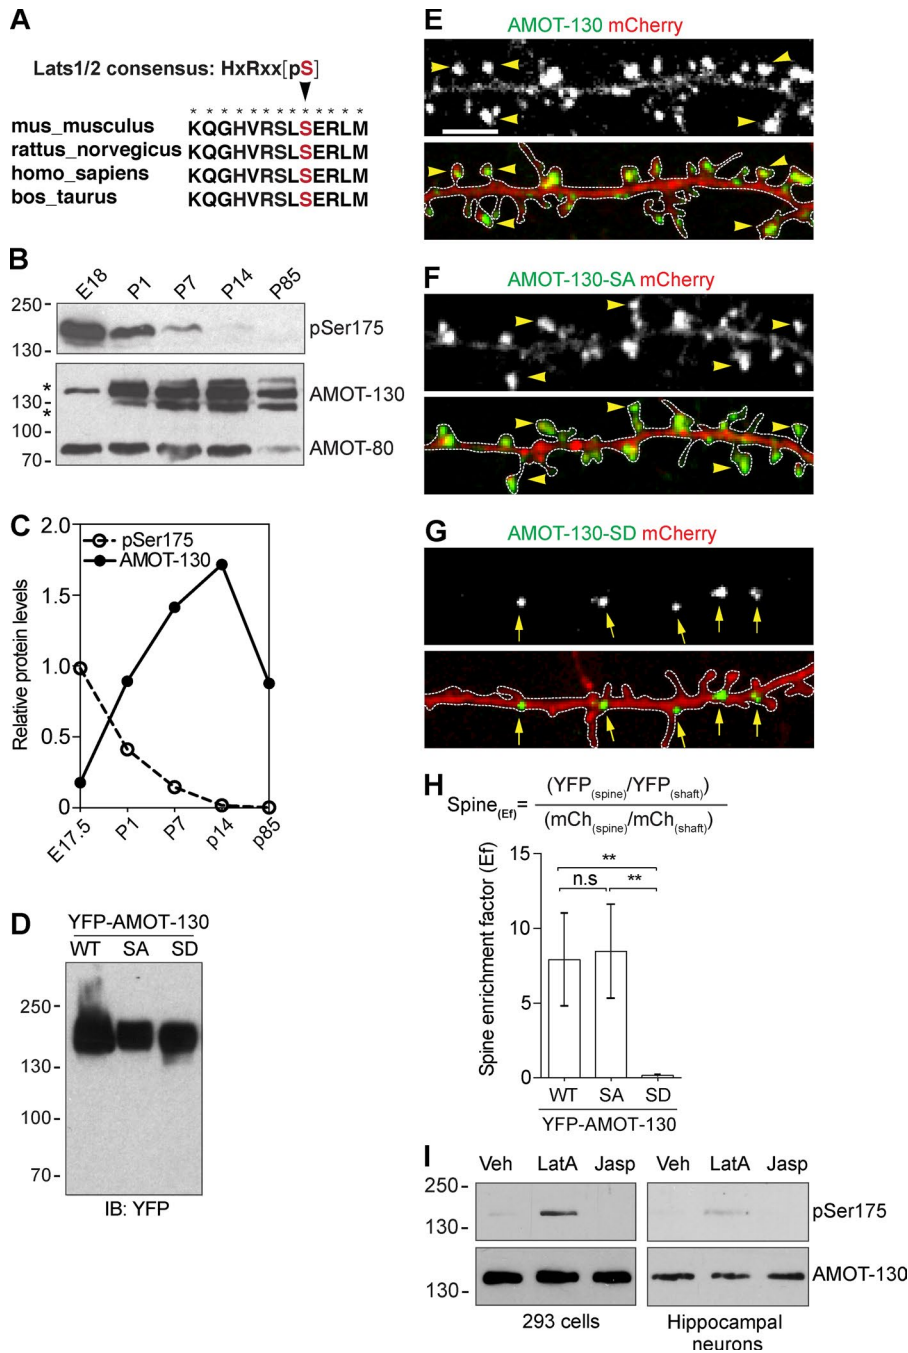 A
Lats1/2 consensus: HxRxx[pS]
* * * * * * * * * * * * * *
mus_musculus KQGHVRSLSERLM
rattus_norvegicus KQGHVRSLSERLM
homo_sapiens KQGHVRSLSERLM
bos_taurus KQGHVRSLSERLM
B
E18 P1 P7 P14 P85
250
130
pSer175
*
130
*
100
70
AMOT-130
AMOT-80
C
2.0
1.5
1.0
0.5
0
Relative protein levels
pSer175
AMOT-130
E17.5 P1 P7 p14 p85
D
YFP-AMOT-130
WT SA SD
250
130
100
70
IB: YFP
E
AMOT-130 mCherry
F
AMOT-130-SA mCherry
G
AMOT-130-SD mCherry
H
Spine(Ef)= (YFP(spine)/YFP(shaft))
(mCh(spine)/mCh(shaft))
Spine enrichment factor (Ef)
15
10
5
0
**
n.s **
WT SA SD
YFP-AMOT-130
I
Veh LatA Jasp Veh LatA Jasp
250
130
pSer175
130
AMOT-130
293 cells
Hippocampal
neurons